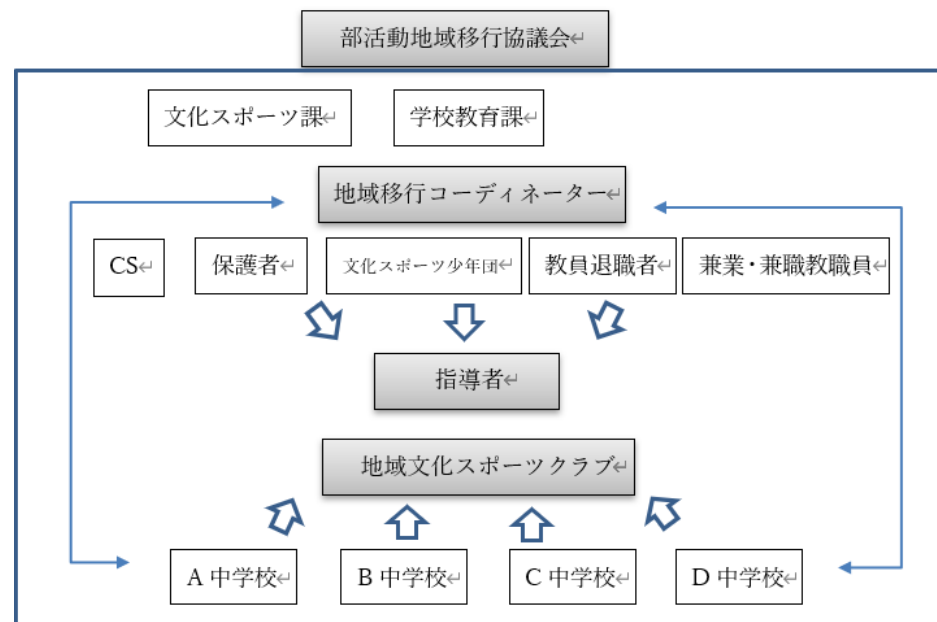 部活動地域移行協議会↵
文化スポーツ課↵ 学校教育課↵
地域移行コーディネーター↵
CS↵ 保護者↵ 文化スポーツ少年団↵ 教員退職者↵ 兼業・兼職教職員↵
指導者↵
地域文化スポーツクラブ↵
A 中学校↵ B 中学校↵ C 中学校↵ D 中学校↵